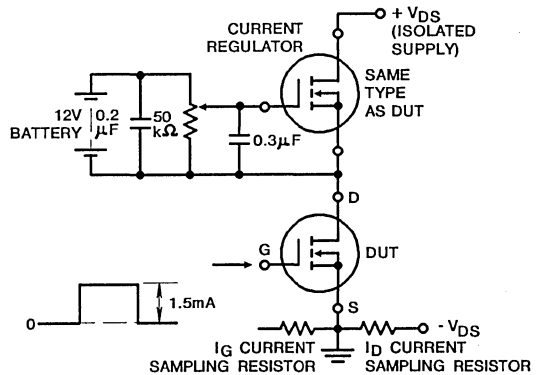 CURRENT
REGULATOR
+ VDS
(ISOLATED
SUPPLY)
SAME
TYPE
AS DUT
12V
BATTERY
0.2
μF
50
kΩ
0.3μF
D
G
DUT
1.5mA
0
S
- VDS
IG CURRENT
SAMPLING RESISTOR
ID CURRENT
SAMPLING RESISTOR